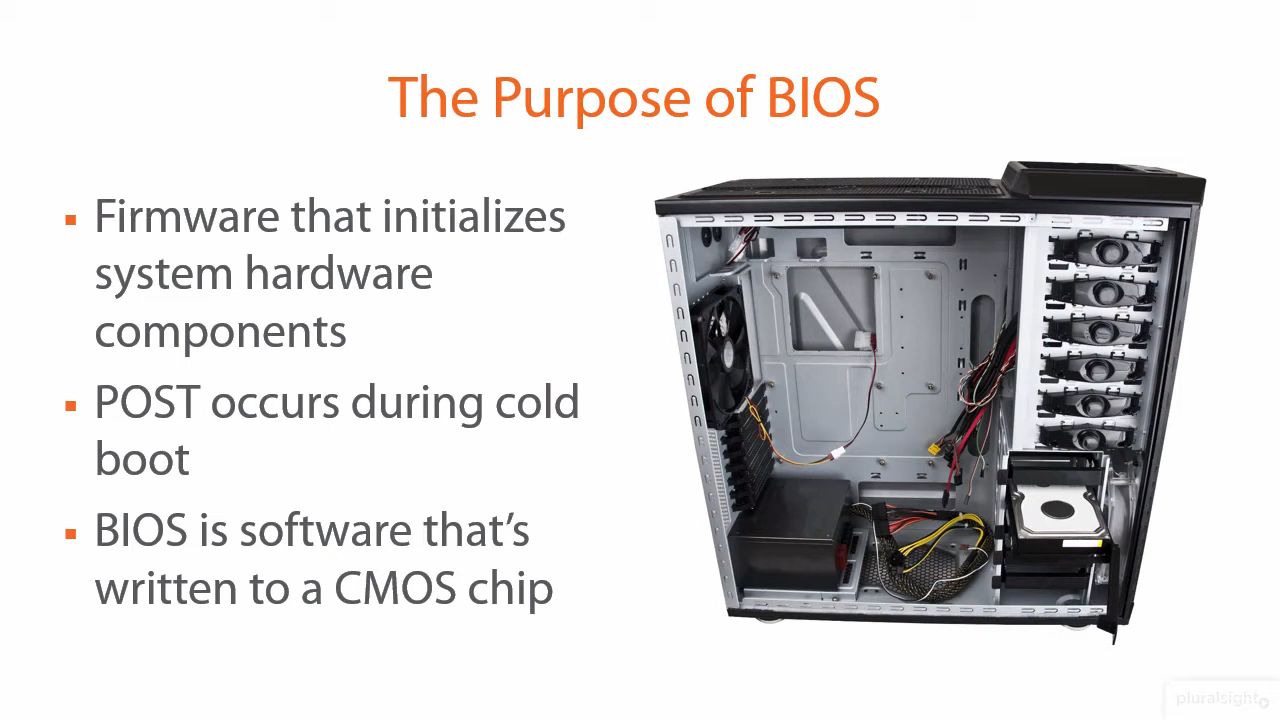 The Purpose of BIOS
▪ Firmware that initializes
system hardware
components
▪ POST occurs during cold
boot
▪ BIOS is software that’s
written to a CMOS chip
pluralsight